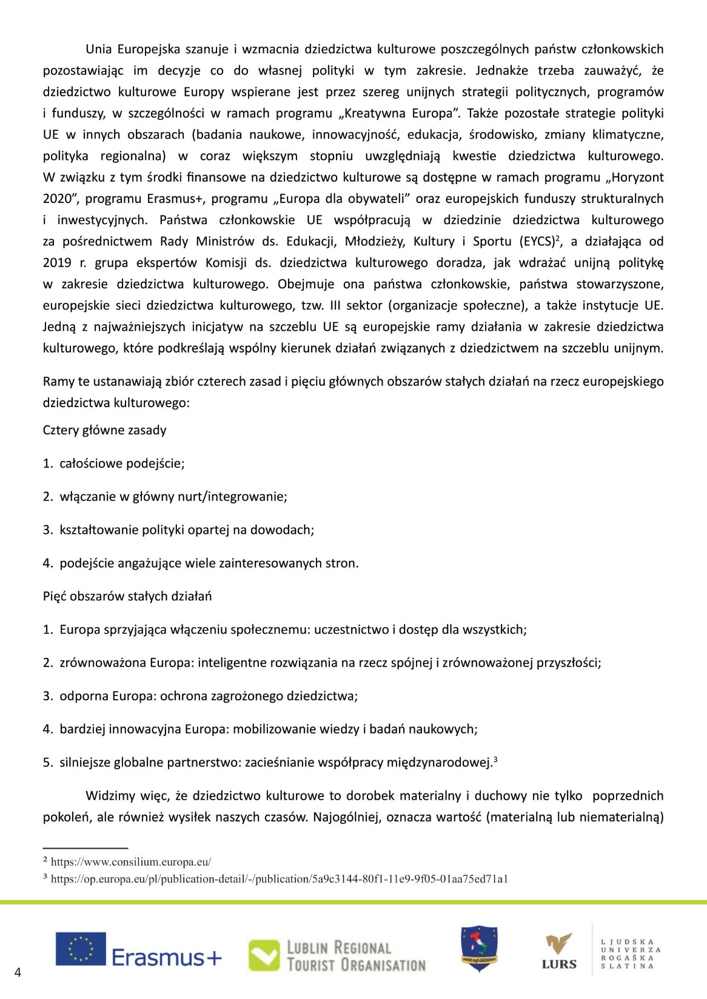 Unia Europejska szanuje i wzmacnia dziedzictwa kulturowe poszczególnych państw członkowskich
pozostawiając im decyzje co do własnej polityki w tym zakresie. Jednakże trzeba zauważyć, że
dziedzictwo kulturowe Europy wspierane jest przez szereg unijnych strategii politycznych, programów
i funduszy, w szczególności w ramach programu „Kreatywna Europa”. Także pozostałe strategie polityki
UE w innych obszarach (badania naukowe, innowacyjność, edukacja, środowisko, zmiany klimatyczne,
polityka regionalna) w coraz większym stopniu uwzględniają kwestie dziedzictwa kulturowego.
W związku z tym środki finansowe na dziedzictwo kulturowe są dostępne w ramach programu „Horyzont
2020”, programu Erasmus+, programu „Europa dla obywateli” oraz europejskich funduszy strukturalnych
i inwestycyjnych. Państwa członkowskie UE współpracują w dziedzinie dziedzictwa kulturowego
za pośrednictwem Rady Ministrów ds. Edukacji, Młodzieży, Kultury i Sportu (EYCS)², a działająca od
2019 r. grupa ekspertów Komisji ds. dziedzictwa kulturowego doradza, jak wdrażać unijną politykę
w zakresie dziedzictwa kulturowego. Obejmuje ona państwa członkowskie, państwa stowarzyszone,
europejskie sieci dziedzictwa kulturowego, tzw. III sektor (organizacje społeczne), a także instytucje UE.
Jedną z najważniejszych inicjatyw na szczeblu UE są europejskie ramy działania w zakresie dziedzictwa
kulturowego, które podkreślają wspólny kierunek działań związanych z dziedzictwem na szczeblu unijnym.
Ramy te ustanawiają zbiór czterech zasad i pięciu głównych obszarów stałych działań na rzecz europejskiego
dziedzictwa kulturowego:
Cztery główne zasady
1. całościowe podejście;
2. włączanie w główny nurt/integrowanie;
3. kształtowanie polityki opartej na dowodach;
4. podejście angażujące wiele zainteresowanych stron.
Pięć obszarów stałych działań
1. Europa sprzyjająca włączeniu społecznemu: uczestnictwo i dostęp dla wszystkich;
2. zrównoważona Europa: inteligentne rozwiązania na rzecz spójnej i zrównoważonej przyszłości;
3. odporna Europa: ochrona zagrożonego dziedzictwa;
4. bardziej innowacyjna Europa: mobilizowanie wiedzy i badań naukowych;
5. silniejsze globalne partnerstwo: zacieśnianie współpracy międzynarodowej.³
Widzimy więc, że dziedzictwo kulturowe to dorobek materialny i duchowy nie tylko poprzednich
pokoleń, ale również wysiłek naszych czasów. Najogólniej, oznacza wartość (materialną lub niematerialną)
² https://www.consilium.europa.eu/
³ https://op.europa.eu/pl/publication-detail/-/publication/5a9c3144-80f1-11e9-9f05-01aa75ed71a1
Erasmus+
LUBLIN REGIONAL
TOURIST ORGANISATION
UNIONE degli ASSESSORATI
LURS
LJUDSKA
UNIVERZA
ROGAŠKA
SLATINA
4